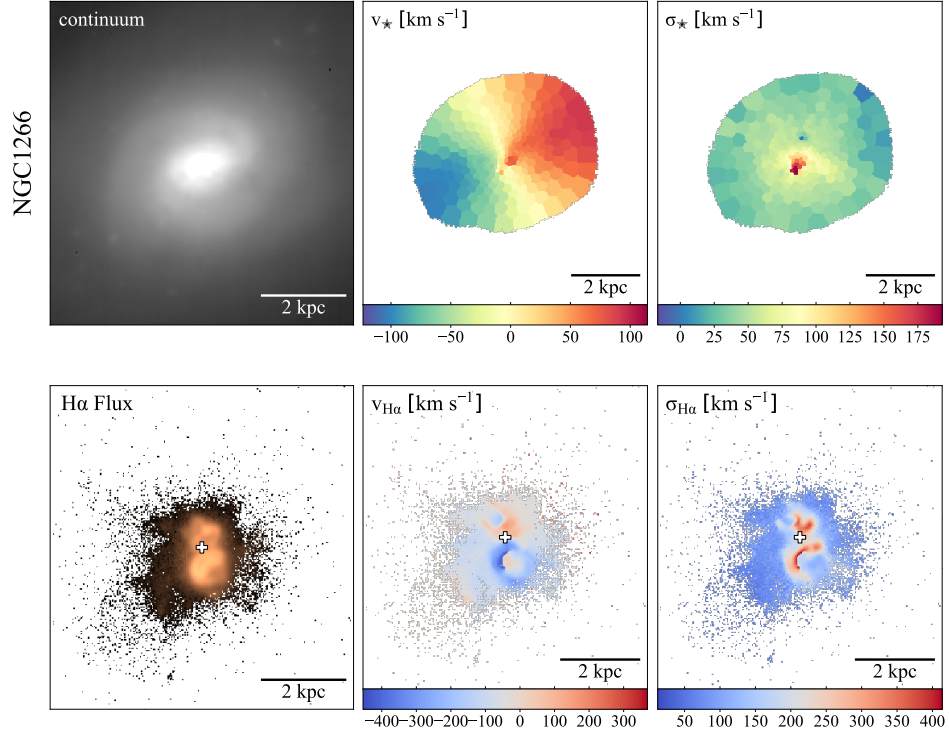 NGC1266
continuum
2 kpc
v★ [km s⁻¹]
2 kpc
−100 −50 0 50 100
σ★ [km s⁻¹]
2 kpc
0 25 50 75 100 125 150 175
Hα Flux
2 kpc
vHα [km s⁻¹]
2 kpc
−400−300−200−100 0 100 200 300
σHα [km s⁻¹]
2 kpc
50 100 150 200 250 300 350 400